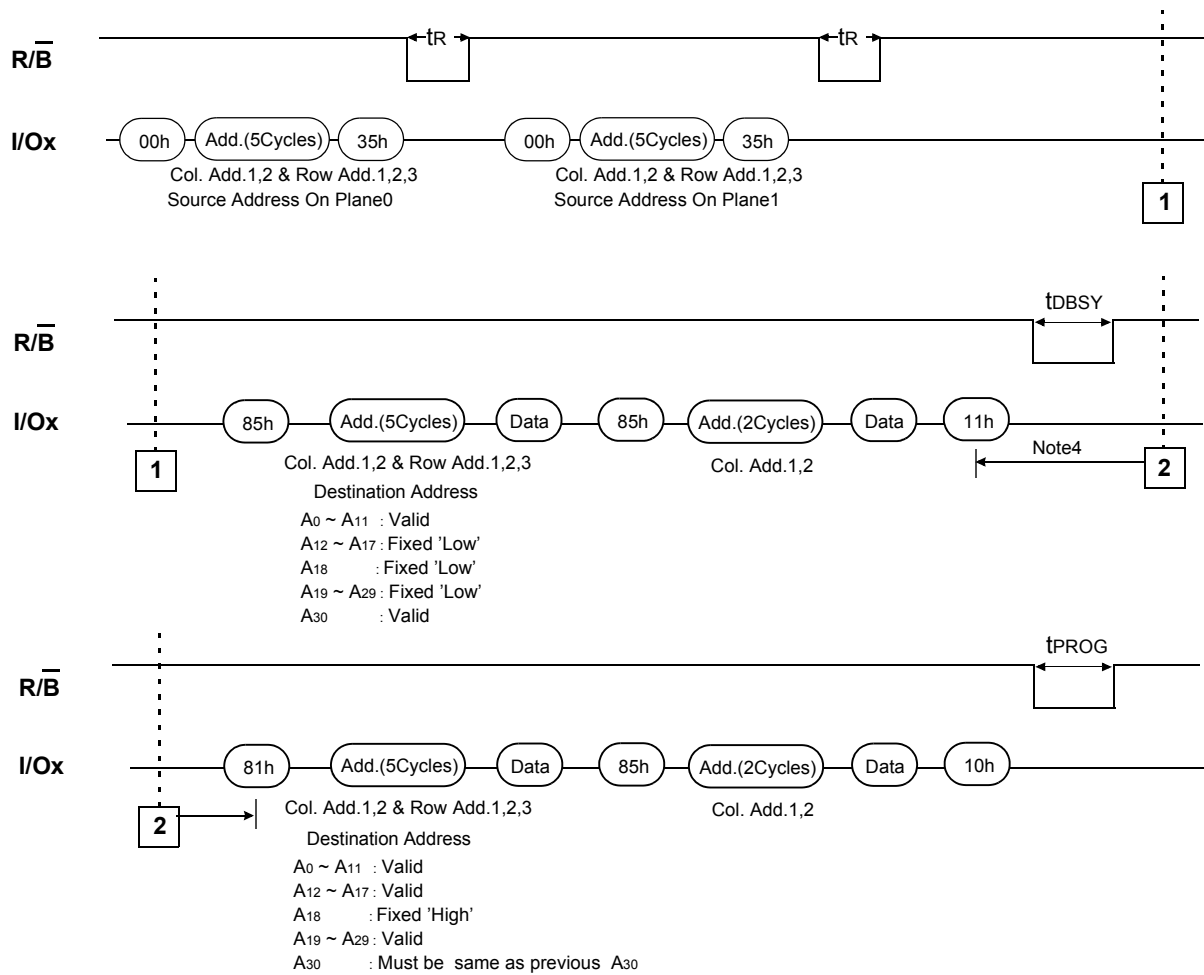 tR tR
R/B
I/Ox 00h Add.(5Cycles) 35h 00h Add.(5Cycles) 35h
Col. Add.1,2 & Row Add.1,2,3 Col. Add.1,2 & Row Add.1,2,3
Source Address On Plane0 Source Address On Plane1
1
tDBSY
R/B
I/Ox 85h Add.(5Cycles) Data 85h Add.(2Cycles) Data 11h
Note4
1 Col. Add.1,2 & Row Add.1,2,3 Col. Add.1,2 2
Destination Address
A0 ~ A11 : Valid
A12 ~ A17 : Fixed 'Low'
A18 : Fixed 'Low'
A19 ~ A29 : Fixed 'Low'
A30 : Valid
tPROG
R/B
I/Ox 81h Add.(5Cycles) Data 85h Add.(2Cycles) Data 10h
2 Col. Add.1,2 & Row Add.1,2,3 Col. Add.1,2
Destination Address
A0 ~ A11 : Valid
A12 ~ A17 : Valid
A18 : Fixed 'High'
A19 ~ A29 : Valid
A30 : Must be same as previous A30